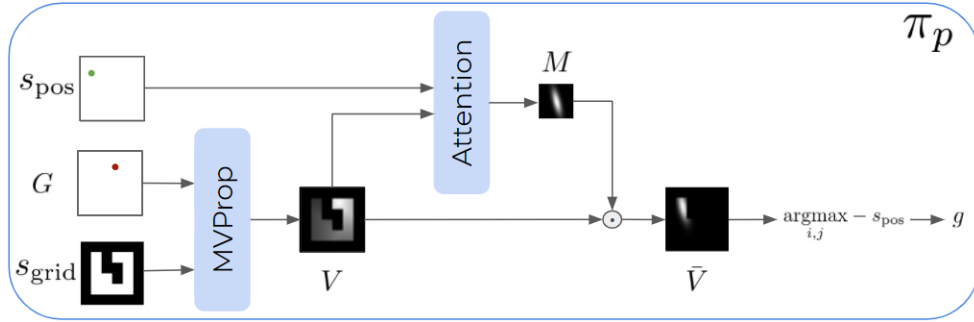 π_p
s_pos
Attention
M
G
MVProp
V
s_grid
V̄
argmax − s_pos
i,j
g